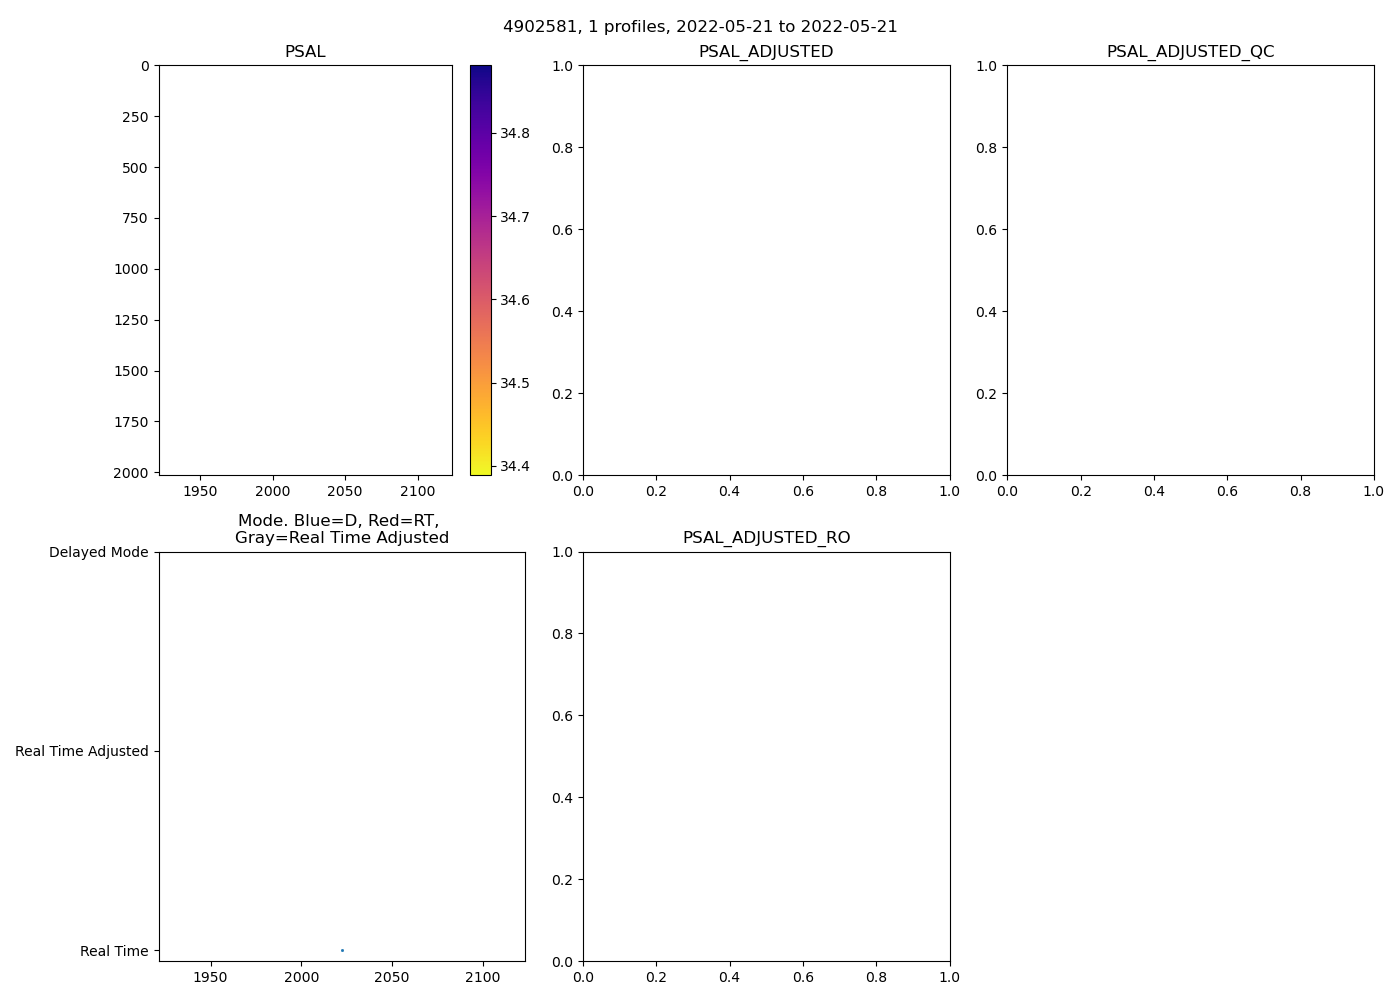 4902581, 1 profiles, 2022-05-21 to 2022-05-21
PSAL
0
250
500
750
1000
1250
1500
1750
2000
1950 2000 2050 2100
34.8
34.7
34.6
34.5
34.4
PSAL_ADJUSTED
1.0
0.8
0.6
0.4
0.2
0.0
0.0 0.2 0.4 0.6 0.8 1.0
PSAL_ADJUSTED_QC
1.0
0.8
0.6
0.4
0.2
0.0
0.0 0.2 0.4 0.6 0.8 1.0
Mode. Blue=D, Red=RT,
Gray=Real Time Adjusted
Delayed Mode
Real Time Adjusted
Real Time
1950 2000 2050 2100
PSAL_ADJUSTED_RO
1.0
0.8
0.6
0.4
0.2
0.0
0.0 0.2 0.4 0.6 0.8 1.0